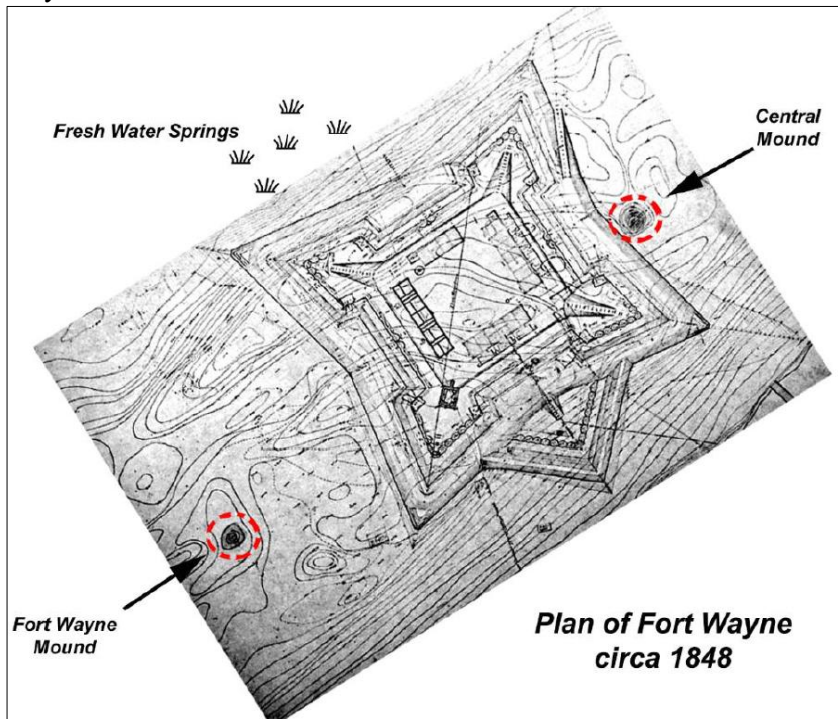 Fresh Water Springs
Central
Mound
Fort Wayne
Mound
Plan of Fort Wayne
circa 1848